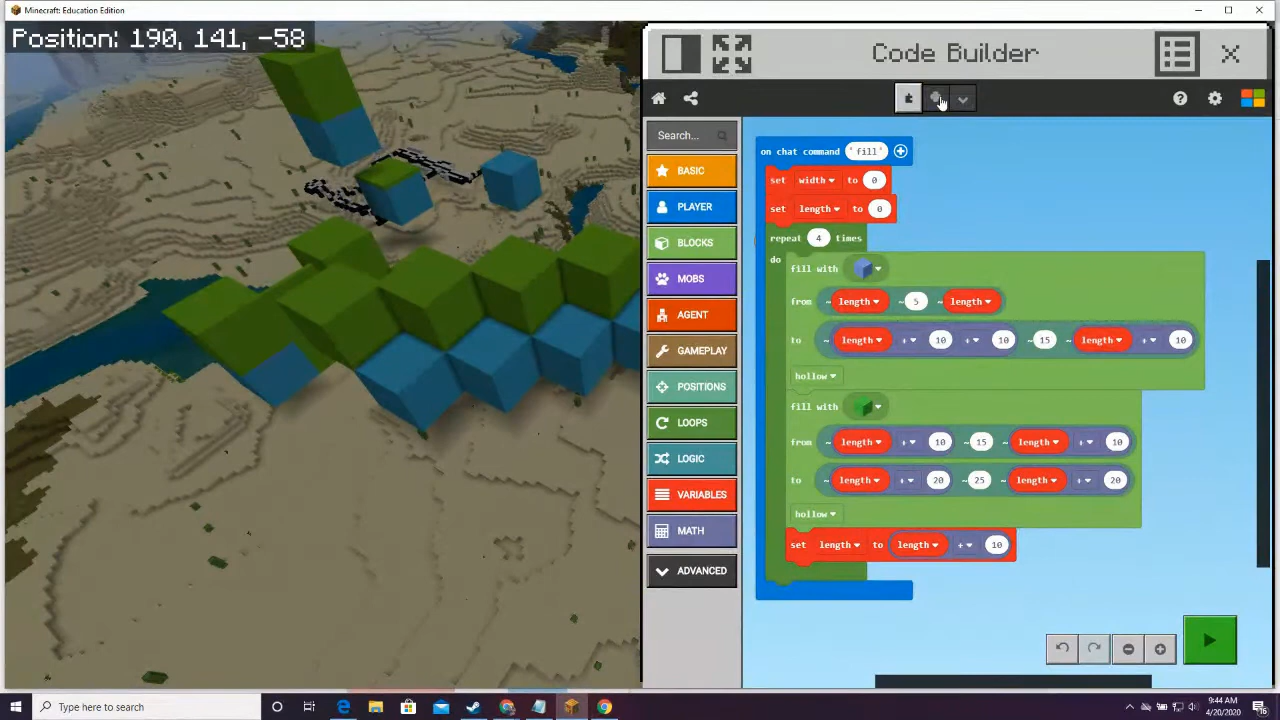 Minecraft: Education Edition
Position: 190, 141, -58
Code Builder
Search...
BASIC
PLAYER
BLOCKS
MOBS
AGENT
GAMEPLAY
POSITIONS
LOOPS
LOGIC
VARIABLES
MATH
ADVANCED
on chat command "fill"
set width to 0
set length to 0
repeat 4 times
do
fill with
from ~ length ~ 5 ~ length
to ~ length + 10 + 10 ~ 15 ~ length + 10
hollow
fill with
from ~ length + 10 ~ 15 ~ length + 10
to ~ length + 20 ~ 25 ~ length + 20
hollow
set length to length + 10
Type here to search
9:44 AM
4/20/2020